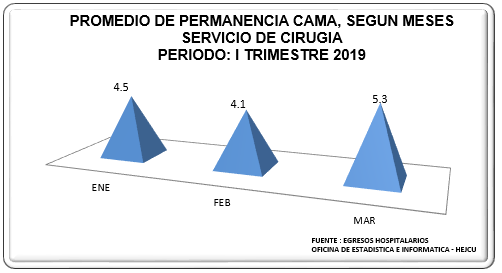 PROMEDIO DE PERMANENCIA CAMA, SEGUN MESES
SERVICIO DE CIRUGIA
PERIODO: I TRIMESTRE 2019
4.5
4.1
5.3
ENE
FEB
MAR
FUENTE : EGRESOS HOSPITALARIOS
OFICINA DE ESTADISTICA E INFORMATICA - HEJCU